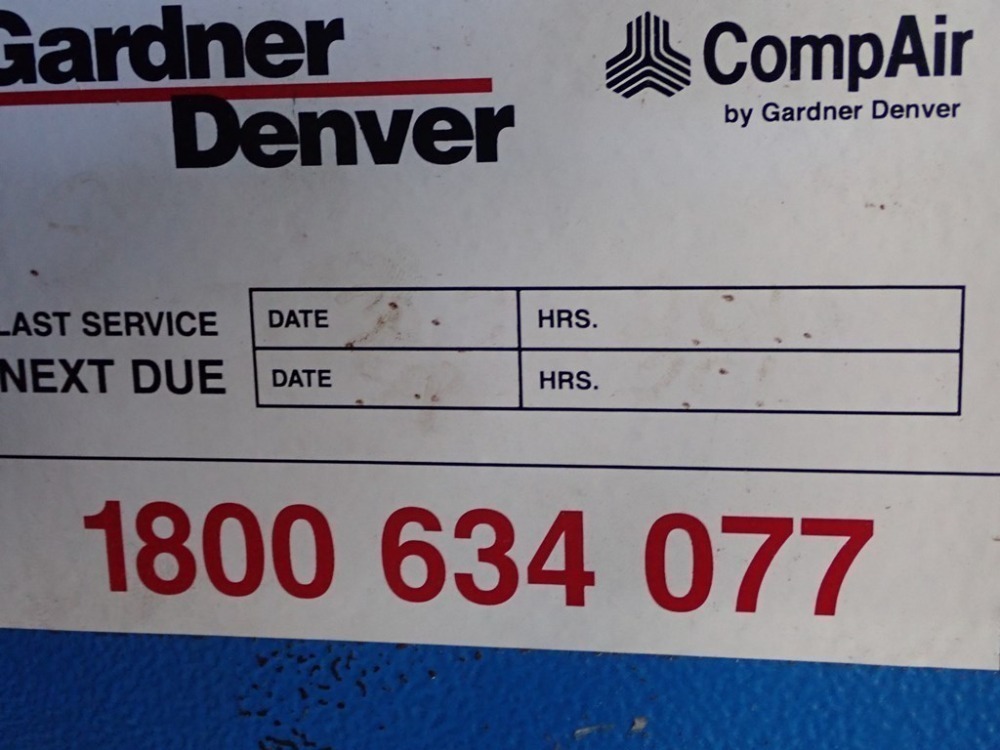 Gardner
Denver
CompAir
by Gardner Denver
LAST SERVICE DATE HRS.
NEXT DUE DATE HRS.
1800 634 077